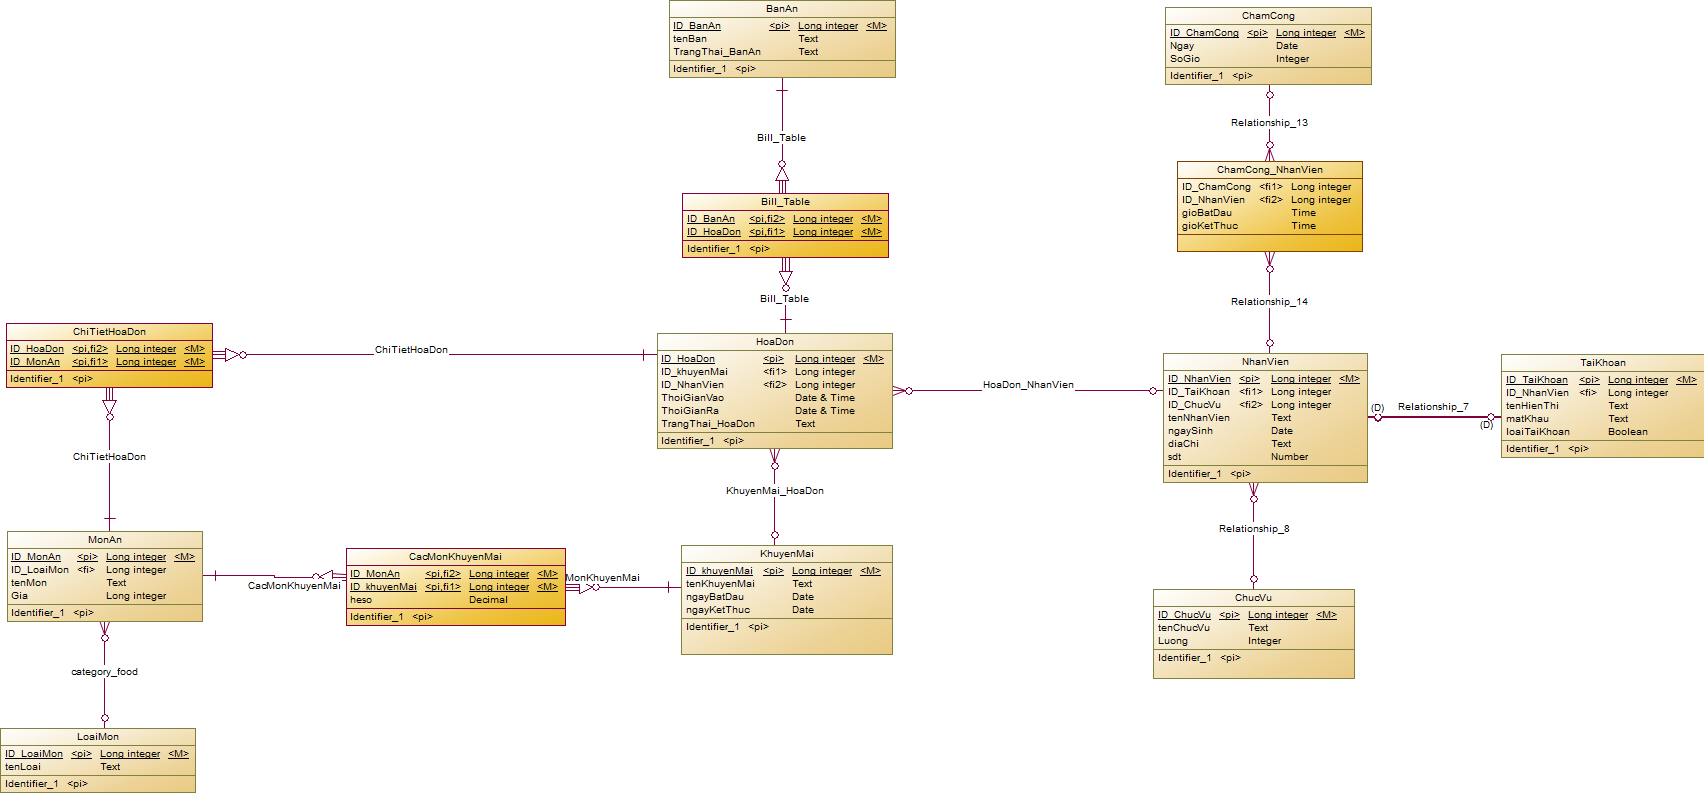 BanAn
ID_BanAn <pi> Long integer <M>
tenBan Text
TrangThai_BanAn Text
Identifier_1 <pi>
ChamCong
ID_ChamCong <pi> Long integer <M>
Ngay Date
SoGio Integer
Identifier_1 <pi>
Relationship_13
Bill_Table
ChamCong_NhanVien
ID_ChamCong <fi1> Long integer
ID_NhanVien <fi2> Long integer
gioBatDau Time
gioKetThuc Time
Bill_Table
ID_BanAn <pi,fi2> Long integer <M>
ID_HoaDon <pi,fi1> Long integer <M>
Identifier_1 <pi>
Bill_Table
Relationship_14
ChiTietHoaDon
ID_HoaDon <pi,fi2> Long integer <M>
ID_MonAn <pi,fi1> Long integer <M>
Identifier_1 <pi>
ChiTietHoaDon
HoaDon
ID_HoaDon <pi> Long integer <M>
ID_khuyenMai <fi1> Long integer
ID_NhanVien <fi2> Long integer
ThoiGianVao Date & Time
ThoiGianRa Date & Time
TrangThai_HoaDon Text
Identifier_1 <pi>
HoaDon_NhanVien
NhanVien
ID_NhanVien <pi> Long integer <M>
ID_TaiKhoan <fi1> Long integer
ID_ChucVu <fi2> Long integer
tenNhanVien Text
ngaySinh Date
diaChi Text
sdt Number
Identifier_1 <pi>
(D)
Relationship_7
(D)
TaiKhoan
ID_TaiKhoan <pi> Long integer <M>
ID_NhanVien <fi> Long integer
tenHienThi Text
matKhau Text
loaiTaiKhoan Boolean
Identifier_1 <pi>
ChiTietHoaDon
KhuyenMai_HoaDon
Relationship_8
MonAn
ID_MonAn <pi> Long integer <M>
ID_LoaiMon <fi> Long integer
tenMon Text
Gia Long integer
Identifier_1 <pi>
CacMonKhuyenMai
CacMonKhuyenMai
ID_MonAn <pi,fi2> Long integer <M>
ID_khuyenMai <pi,fi1> Long integer <M>
heso Decimal
Identifier_1 <pi>
MonKhuyenMai
KhuyenMai
ID_khuyenMai <pi> Long integer <M>
tenKhuyenMai Text
ngayBatDau Date
ngayKetThuc Date
Identifier_1 <pi>
ChucVu
ID_ChucVu <pi> Long integer <M>
tenChucVu Text
Luong Integer
Identifier_1 <pi>
category_food
LoaiMon
ID_LoaiMon <pi> Long integer <M>
tenLoai Text
Identifier_1 <pi>